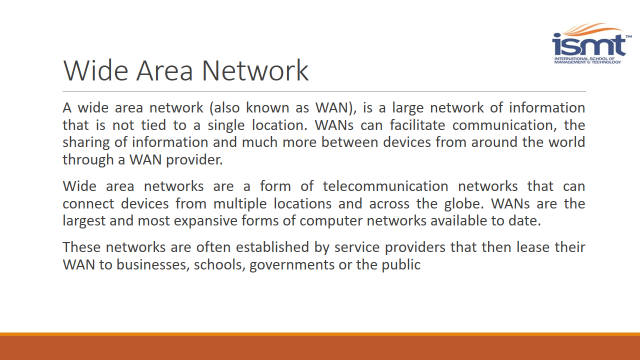 ismt™
INTERNATIONAL SCHOOL OF
MANAGEMENT & TECHNOLOGY
Wide Area Network
A wide area network (also known as WAN), is a large network of information
that is not tied to a single location. WANs can facilitate communication, the
sharing of information and much more between devices from around the world
through a WAN provider.
Wide area networks are a form of telecommunication networks that can
connect devices from multiple locations and across the globe. WANs are the
largest and most expansive forms of computer networks available to date.
These networks are often established by service providers that then lease their
WAN to businesses, schools, governments or the public